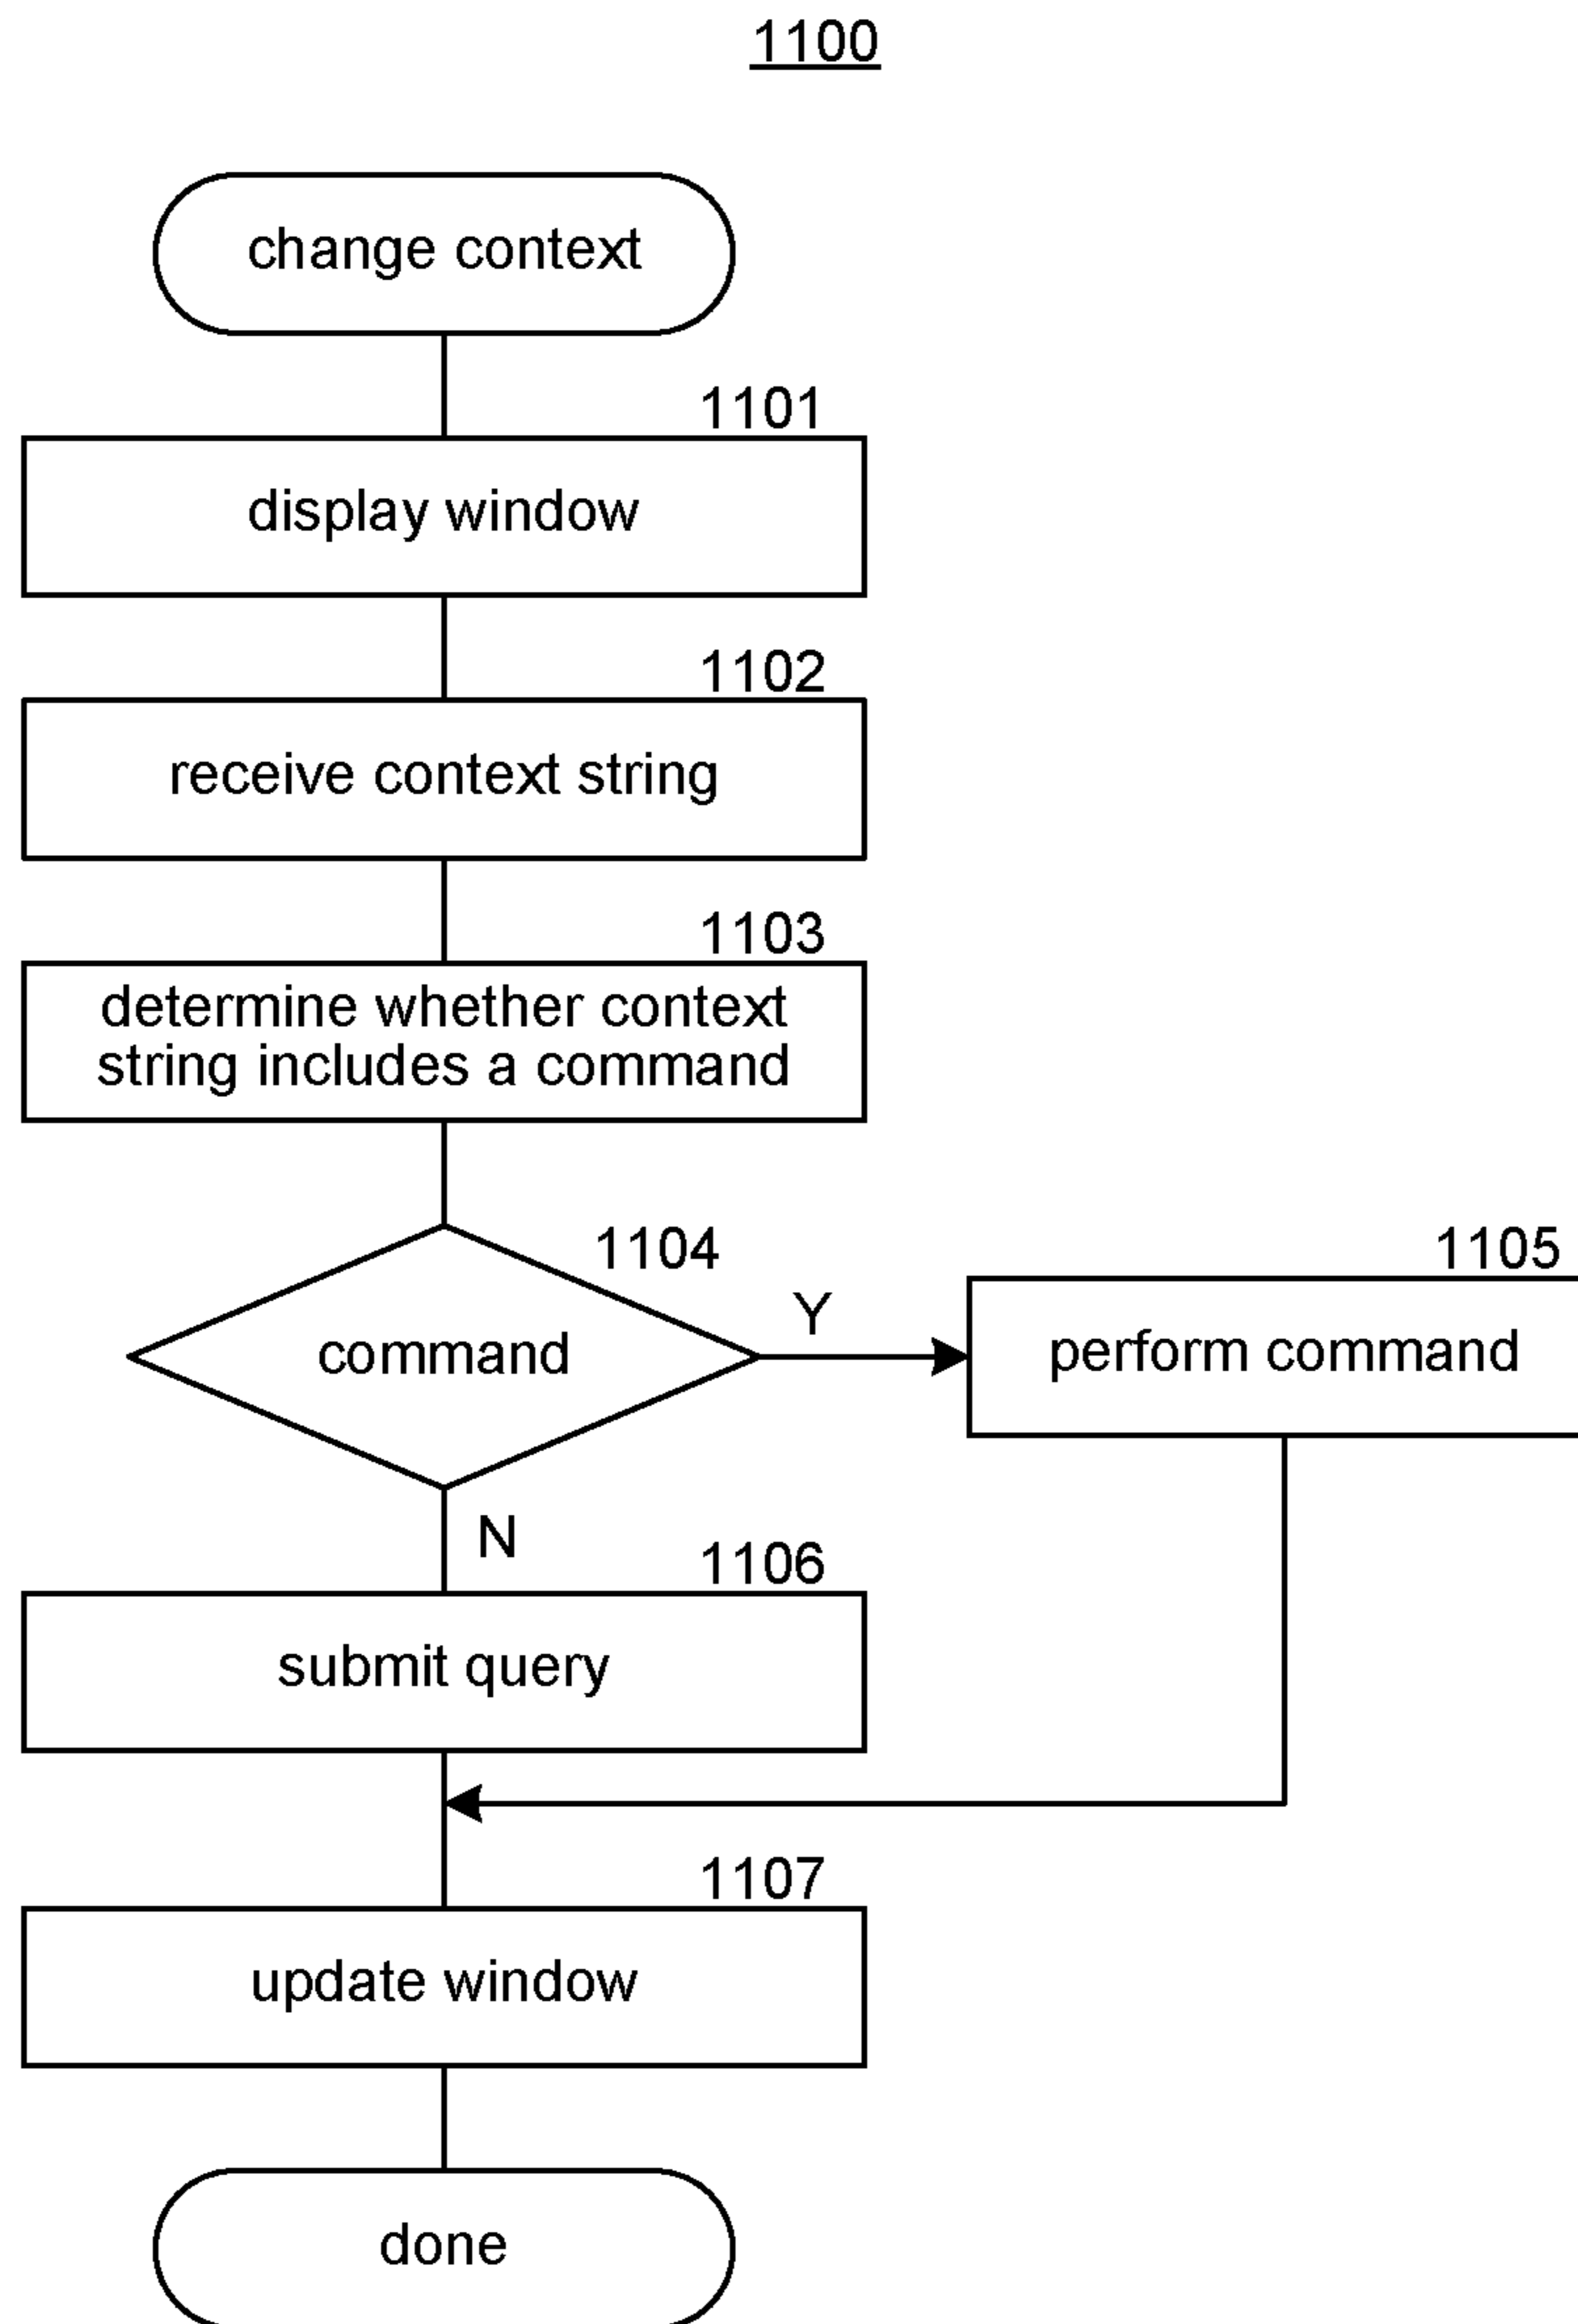 1100
change context
1101
display window
1102
receive context string
1103
determine whether context
string includes a command
1104
command
Y
1105
perform command
N
1106
submit query
1107
update window
done